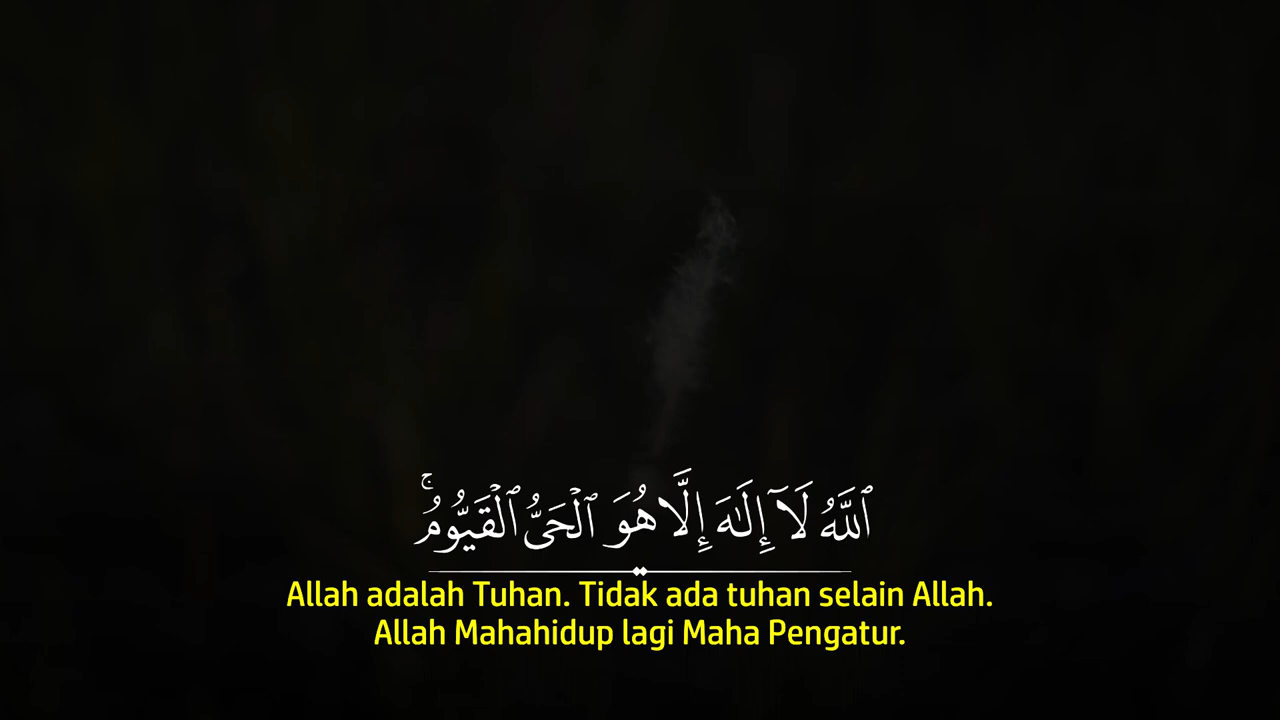 ٱللَّهُ لَآ إِلَـٰهَ إِلَّا هُوَ ٱلْحَىُّ ٱلْقَيُّومُ ۚ
Allah adalah Tuhan. Tidak ada tuhan selain Allah.
Allah Mahahidup lagi Maha Pengatur.